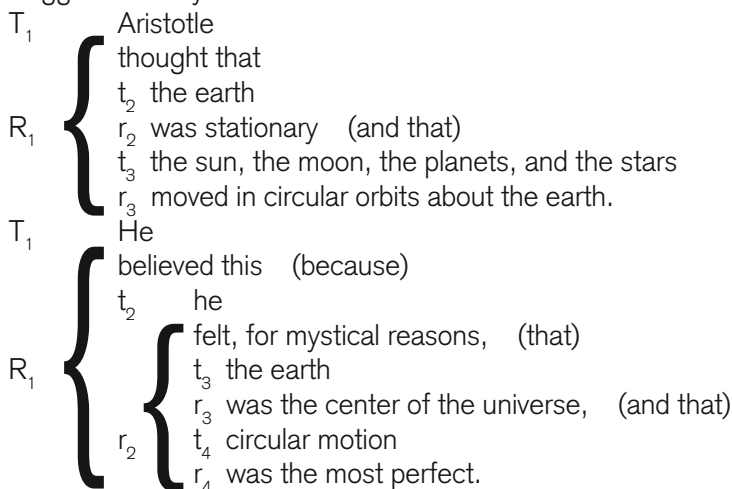 T₁ Aristotle
thought that
t₂ the earth
R₁ r₂ was stationary (and that)
t₃ the sun, the moon, the planets, and the stars
r₃ moved in circular orbits about the earth.
T₁ He
believed this (because)
t₂ he
felt, for mystical reasons, (that)
R₁ t₃ the earth
r₃ was the center of the universe, (and that)
r₂ t₄ circular motion
r₄ was the most perfect.